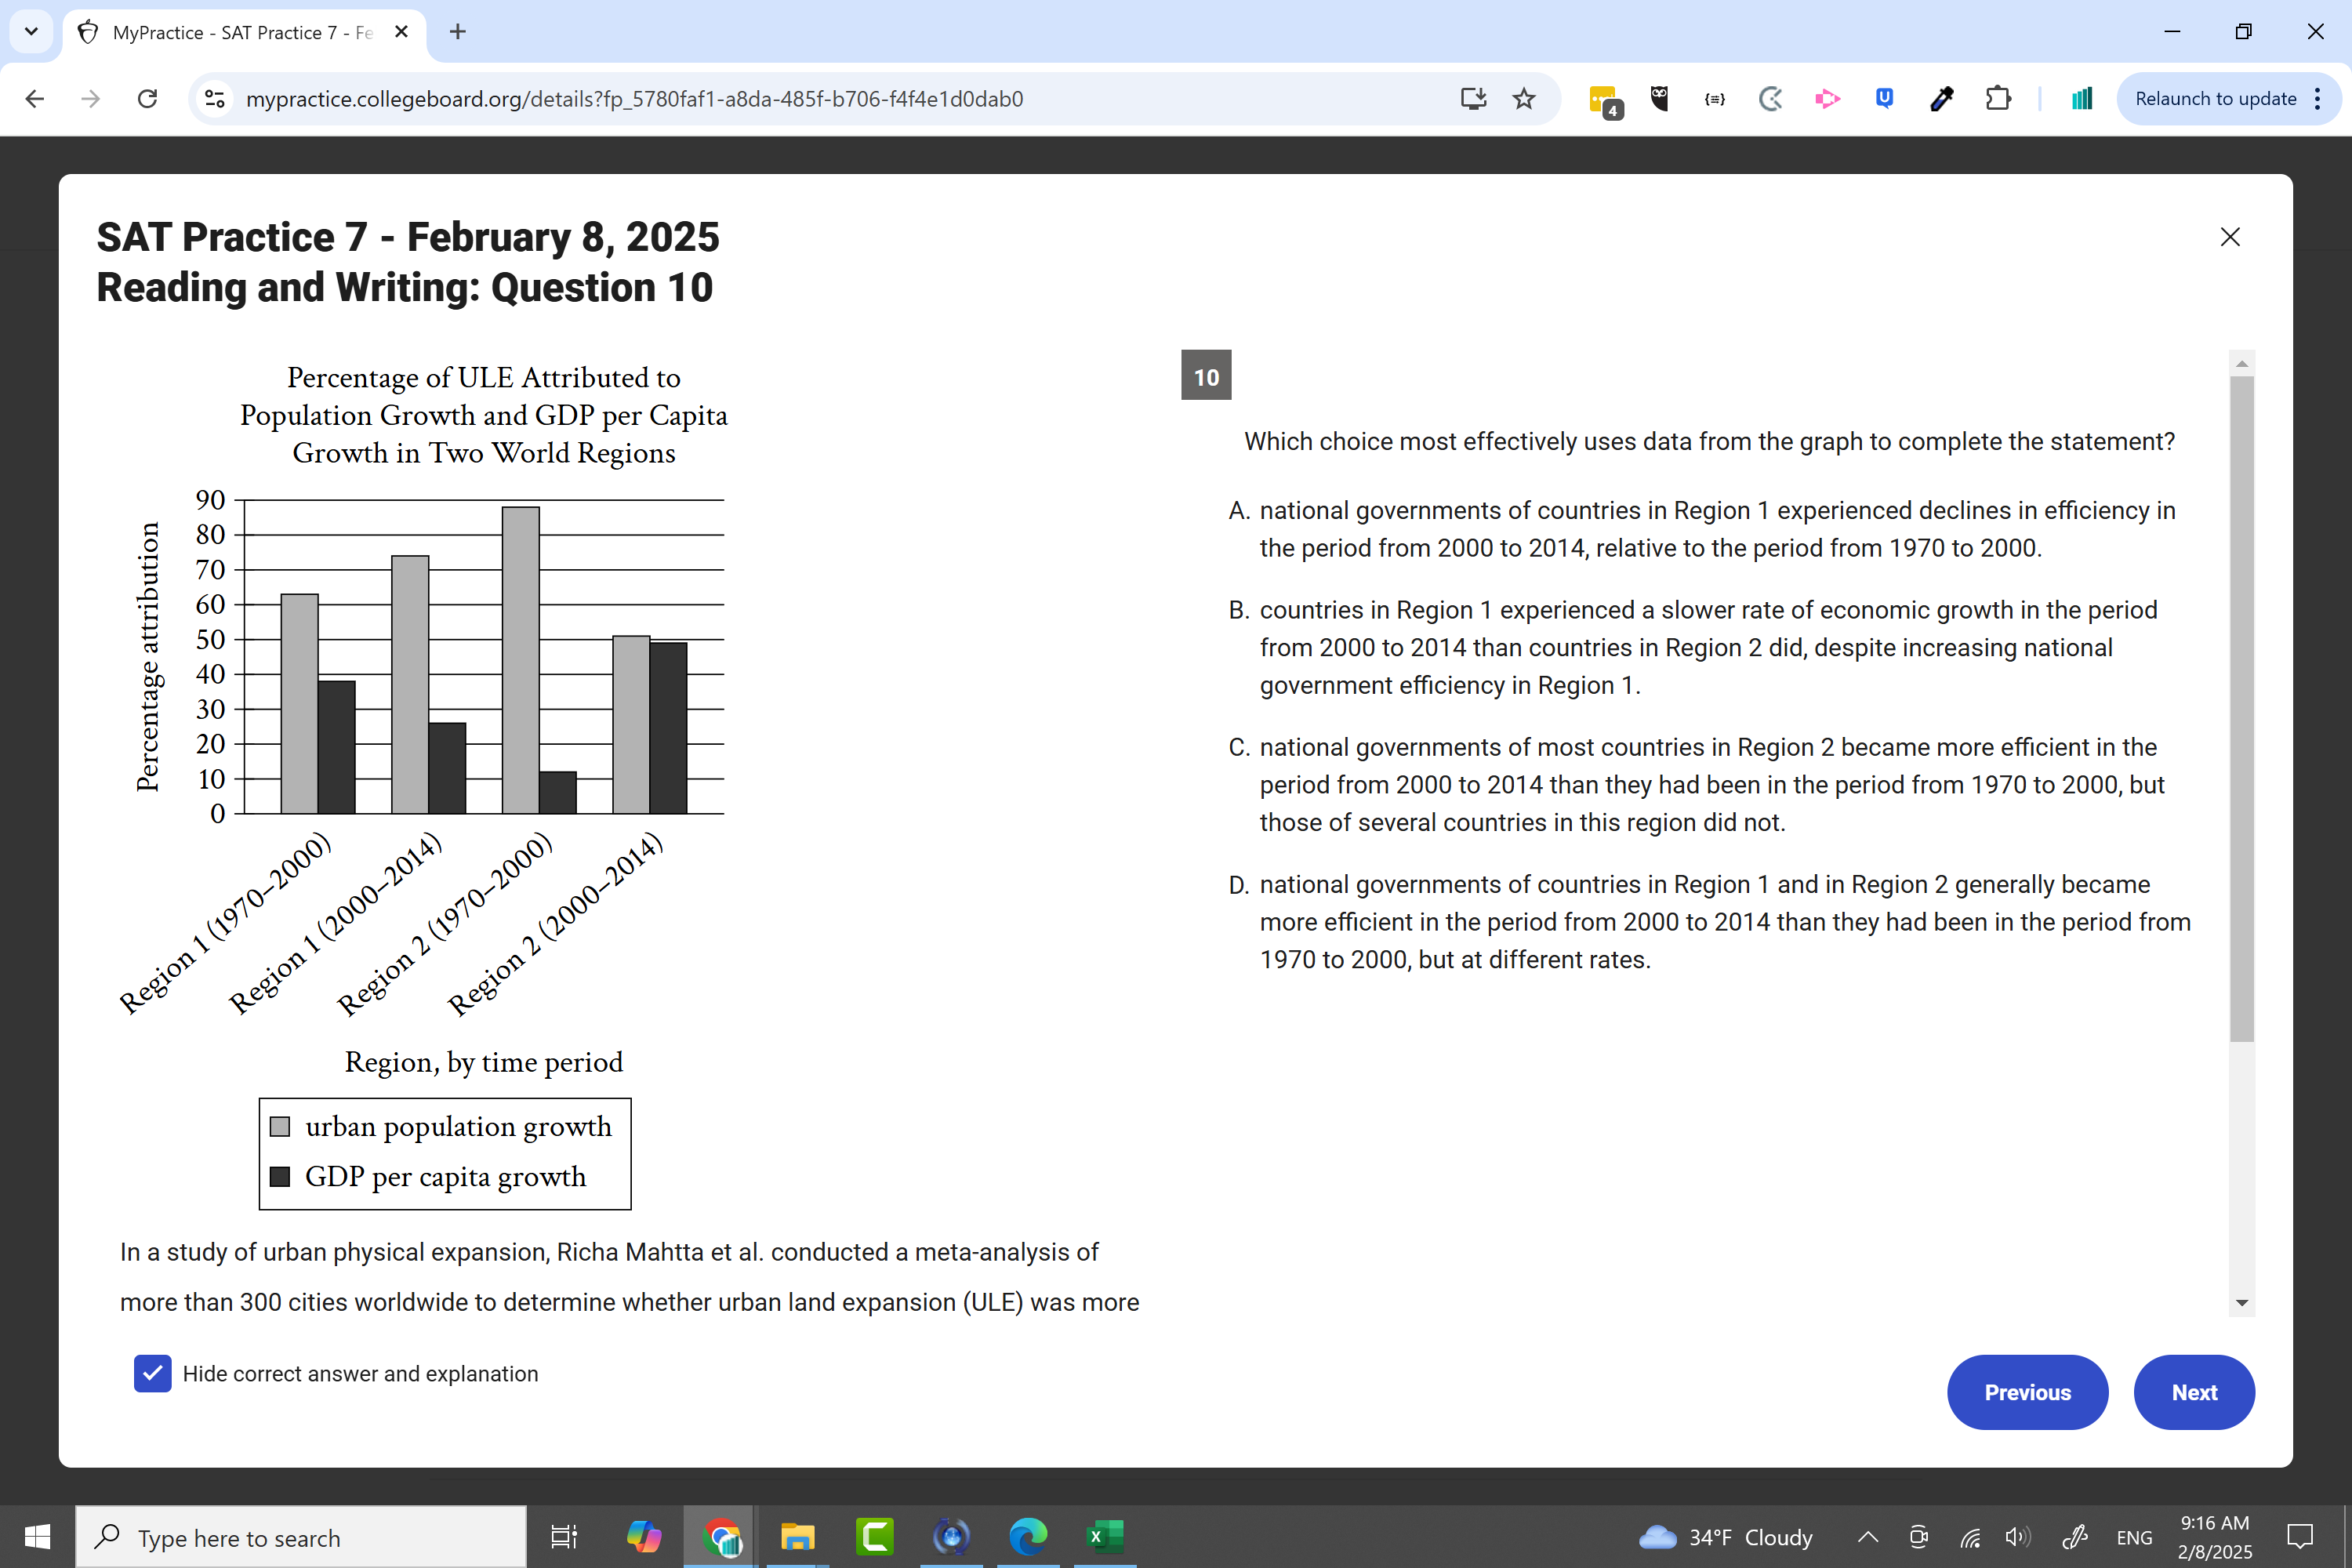 MyPractice - SAT Practice 7 - Fe
mypractice.collegeboard.org/details?fp_5780faf1-a8da-485f-b706-f4f4e1d0dab0
4
Relaunch to update
SAT Practice 7 - February 8, 2025
Reading and Writing: Question 10
Percentage of ULE Attributed to
Population Growth and GDP per Capita
Growth in Two World Regions
Percentage attribution
90
80
70
60
50
40
30
20
10
0
Region 1 (1970–2000)
Region 1 (2000–2014)
Region 2 (1970–2000)
Region 2 (2000–2014)
Region, by time period
urban population growth
GDP per capita growth
In a study of urban physical expansion, Richa Mahtta et al. conducted a meta-analysis of
more than 300 cities worldwide to determine whether urban land expansion (ULE) was more
10
Which choice most effectively uses data from the graph to complete the statement?
A. national governments of countries in Region 1 experienced declines in efficiency in
the period from 2000 to 2014, relative to the period from 1970 to 2000.
B. countries in Region 1 experienced a slower rate of economic growth in the period
from 2000 to 2014 than countries in Region 2 did, despite increasing national
government efficiency in Region 1.
C. national governments of most countries in Region 2 became more efficient in the
period from 2000 to 2014 than they had been in the period from 1970 to 2000, but
those of several countries in this region did not.
D. national governments of countries in Region 1 and in Region 2 generally became
more efficient in the period from 2000 to 2014 than they had been in the period from
1970 to 2000, but at different rates.
Hide correct answer and explanation
Previous
Next
Type here to search
34°F Cloudy
ENG
9:16 AM
2/8/2025